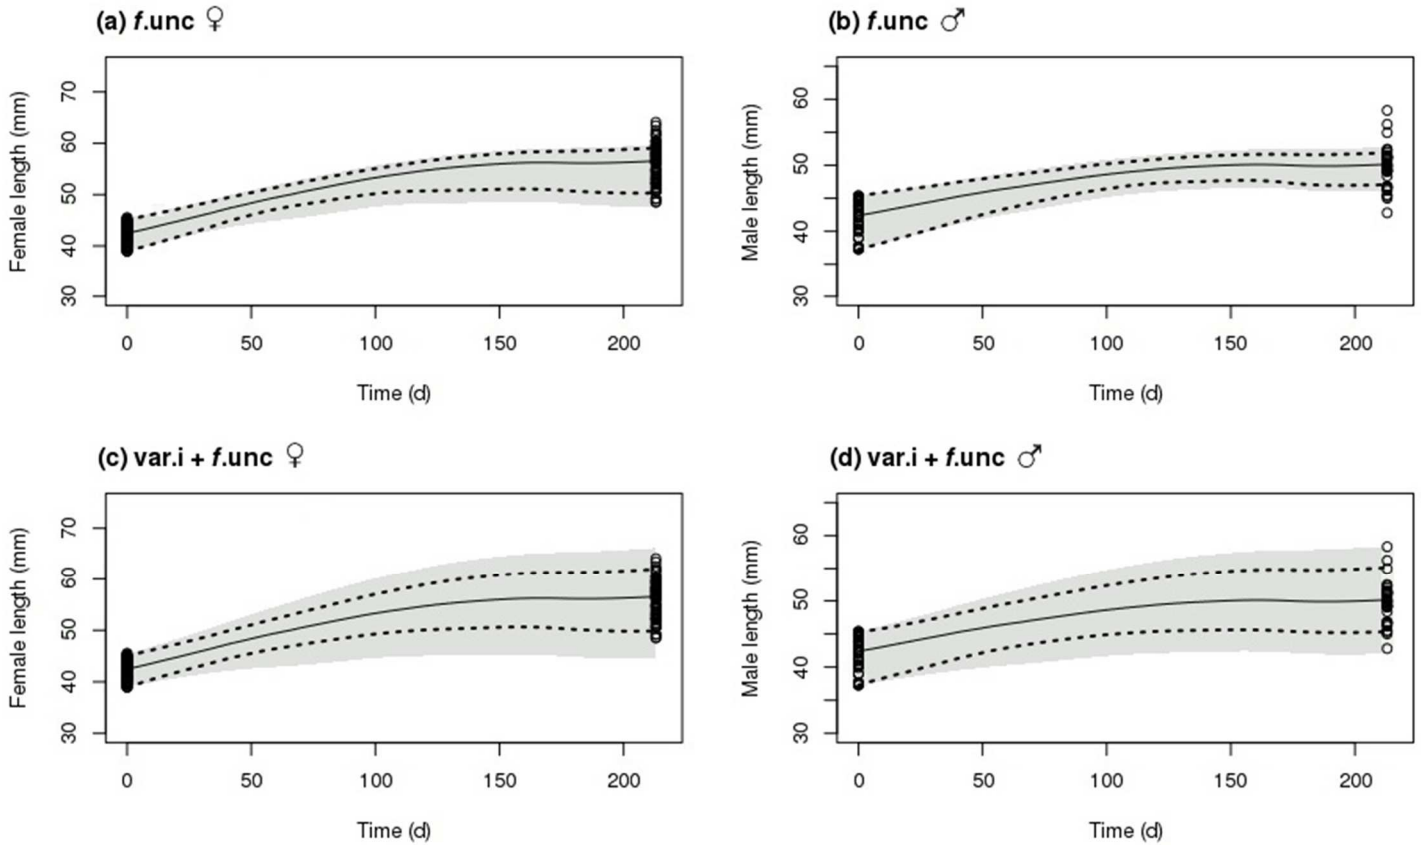 (a) f.unc ♀
(b) f.unc ♂
70
60
50
40
30
Female length (mm)
0 50 100 150 200
Time (d)
60
50
40
30
Male length (mm)
0 50 100 150 200
Time (d)
(c) var.i + f.unc ♀
(d) var.i + f.unc ♂
70
60
50
40
30
Female length (mm)
0 50 100 150 200
Time (d)
60
50
40
30
Male length (mm)
0 50 100 150 200
Time (d)